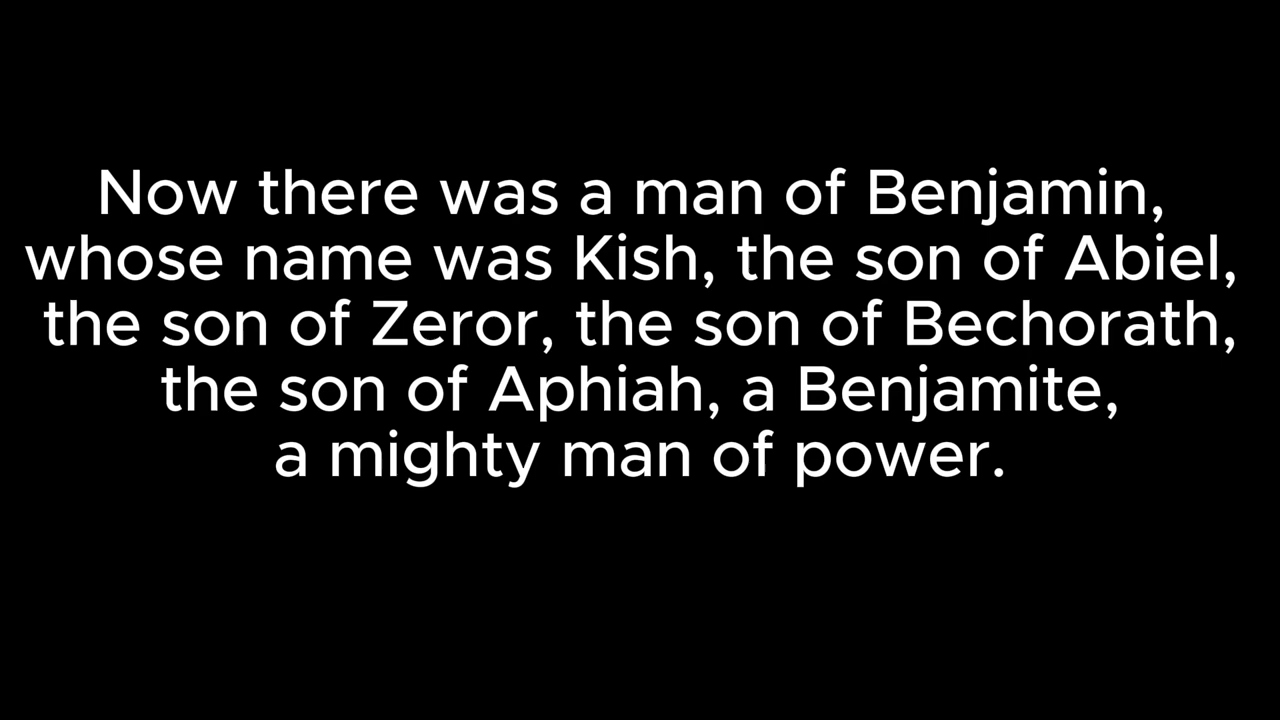 Now there was a man of Benjamin,
whose name was Kish, the son of Abiel,
the son of Zeror, the son of Bechorath,
the son of Aphiah, a Benjamite,
a mighty man of power.